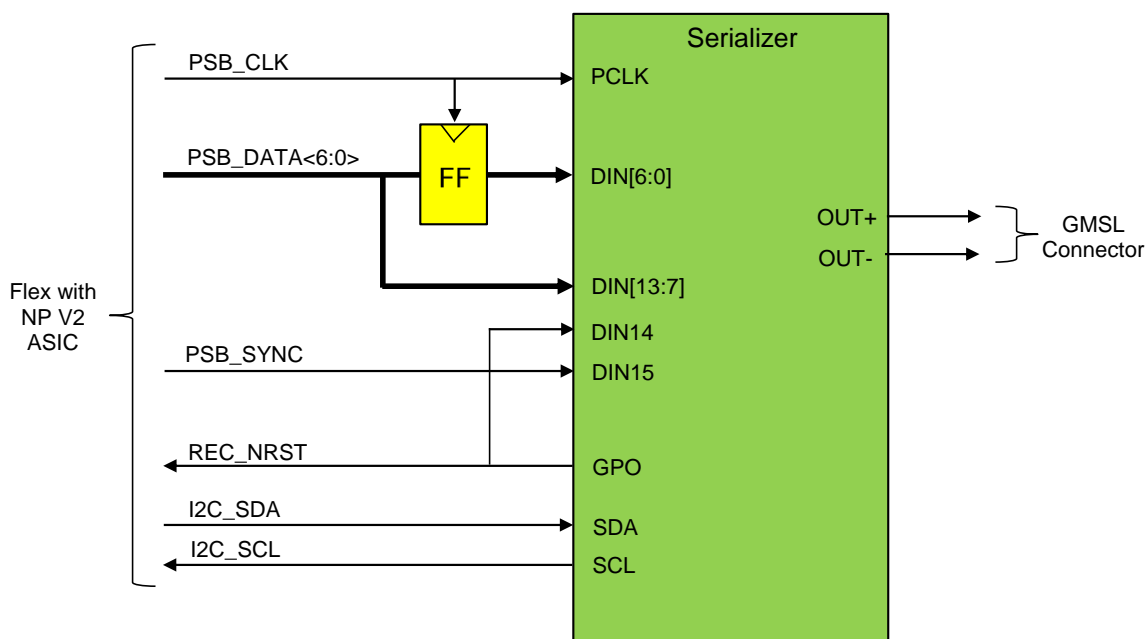 Serializer
PSB_CLK
PCLK
PSB_DATA<6:0>
FF
DIN[6:0]
OUT+
OUT-
GMSL
Connector
DIN[13:7]
Flex with
NP V2
ASIC
DIN14
PSB_SYNC
DIN15
REC_NRST
GPO
I2C_SDA
SDA
I2C_SCL
SCL